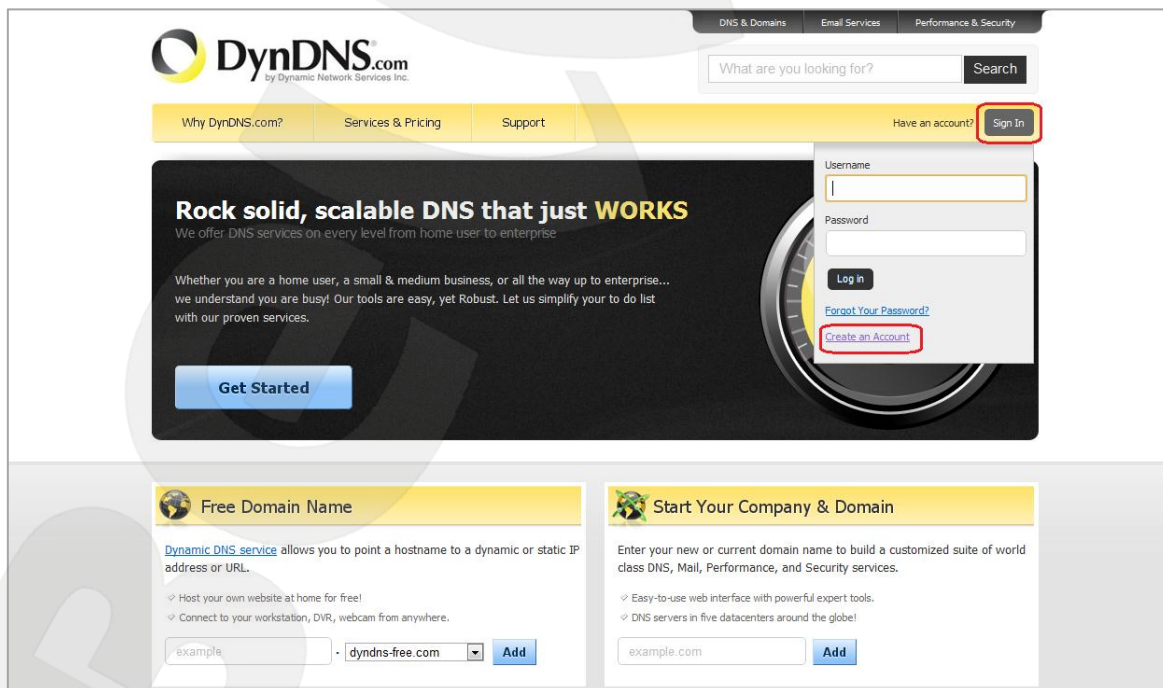 DNS & Domains Email Services Performance & Security
DynDNS.com
by Dynamic Network Services Inc.
What are you looking for? Search
Why DynDNS.com? Services & Pricing Support Have an account? Sign In
Username
Password
Log in
Forgot Your Password?
Create an Account
Rock solid, scalable DNS that just WORKS
We offer DNS services on every level from home user to enterprise
Whether you are a home user, a small & medium business, or all the way up to enterprise...
we understand you are busy! Our tools are easy, yet Robust. Let us simplify your to do list
with our proven services.
Get Started
Free Domain Name
Dynamic DNS service allows you to point a hostname to a dynamic or static IP
address or URL.
Host your own website at home for free!
Connect to your workstation, DVR, webcam from anywhere.
example . dyndns-free.com Add
Start Your Company & Domain
Enter your new or current domain name to build a customized suite of world
class DNS, Mail, Performance, and Security services.
Easy-to-use web interface with powerful expert tools.
DNS servers in five datacenters around the globe!
example.com Add